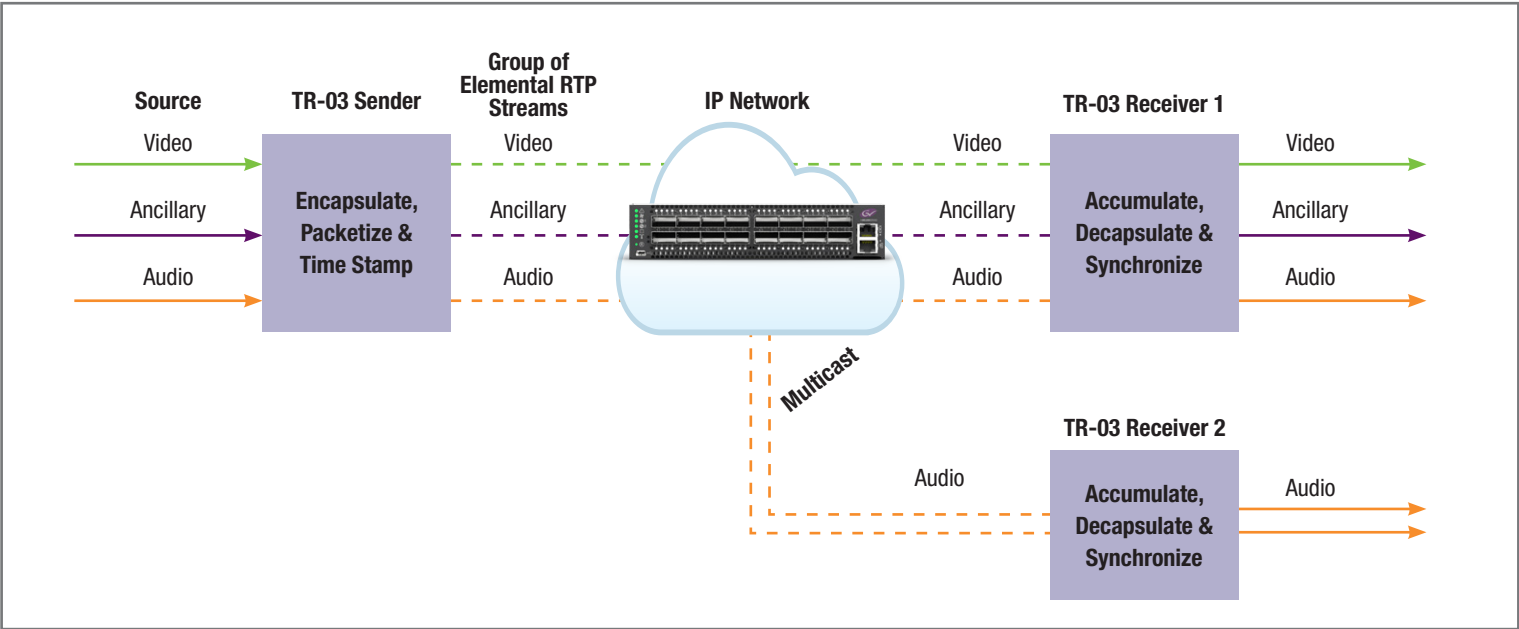 Source
TR-03 Sender
Group of
Elemental RTP
Streams
IP Network
TR-03 Receiver 1
Video
Video
Video
Video
Ancillary
Ancillary
Ancillary
Ancillary
Audio
Audio
Audio
Audio
Encapsulate,
Packetize &
Time Stamp
Accumulate,
Decapsulate &
Synchronize
Multicast
TR-03 Receiver 2
Audio
Accumulate,
Decapsulate &
Synchronize
Audio